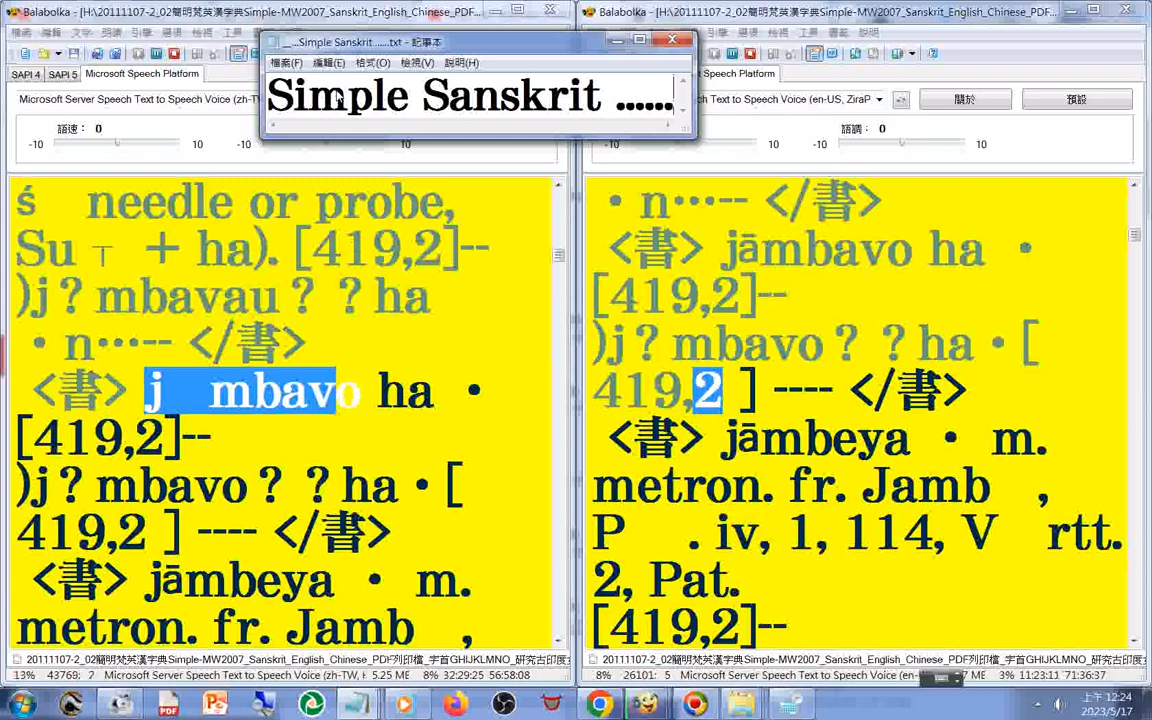 Balabolka - [H:\20111107-2_02簡明梵英漢字典Simple-MW2007_Sanskrit_English_Chinese_PDF...
Balabolka - [H:\20111107-2_02簡明梵英漢字典Simple-MW2007_Sanskrit_English_Chinese_PDF...
__...Simple Sanskrit......txt - 記事本
檔案(F) 編輯(E) 格式(O) 檢視(V) 說明(H)
Simple Sanskrit ......
SAPI 4 SAPI 5 Microsoft Speech Platform
t Speech Platform
Microsoft Server Speech Text to Speech Voice (zh-TW
Microsoft Server Speech Text to Speech Voice (en-US, ZiraP
關於 預設
語速: 0
語調: 0
-10 10 -10 10
-10 10 -10 10
ś needle or probe,
Su ┬ + ha). [419,2]--
)j？mbavau？？ha
• n⋯-- </書>
<書> j mbavo ha •
[419,2]--
)j？mbavo？？ha•[
419,2 ] ---- </書>
<書> jāmbeya • m.
metron. fr. Jamb ,
• n⋯-- </書>
<書> jāmbavo ha •
[419,2]--
)j？mbavo？？ha•[
419,2 ] ---- </書>
<書> jāmbeya • m.
metron. fr. Jamb ,
P . iv, 1, 114, V rtt.
2, Pat.
[419,2]--
20111107-2_02簡明梵英漢字典Simple-MW2007_Sanskrit_English_Chinese_PDF列印檔_字首GHIJKLMNO_研究古印度
20111107-2_02簡明梵英漢字典Simple-MW2007_Sanskrit_English_Chinese_PDF列印檔_字首GHIJKLMNO_研究古印度
13% 43769: 7 Microsoft Server Speech Text to Speech Voice (zh-TW, 5.25 ME 8% 32:29:25 56:58:08
8% 26101: 5 Microsoft Server Speech Text to Speech Voice 3% 11:23:11 71:36:37
上午 12:24
2023/5/17